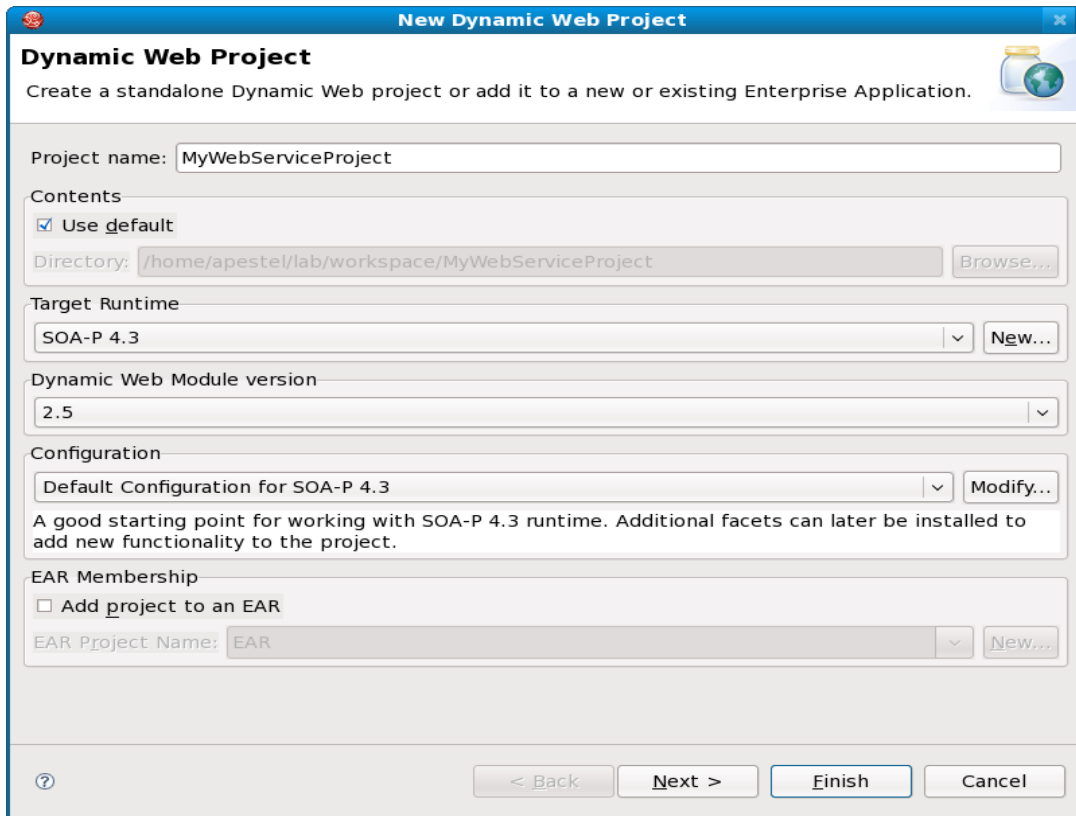 New Dynamic Web Project
Dynamic Web Project
Create a standalone Dynamic Web project or add it to a new or existing Enterprise Application.
Project name: MyWebServiceProject
Contents
Use default
Directory: /home/apestel/lab/workspace/MyWebServiceProject Browse...
Target Runtime
SOA-P 4.3 New...
Dynamic Web Module version
2.5
Configuration
Default Configuration for SOA-P 4.3 Modify...
A good starting point for working with SOA-P 4.3 runtime. Additional facets can later be installed to
add new functionality to the project.
EAR Membership
Add project to an EAR
EAR Project Name: EAR New...
? < Back Next > Finish Cancel